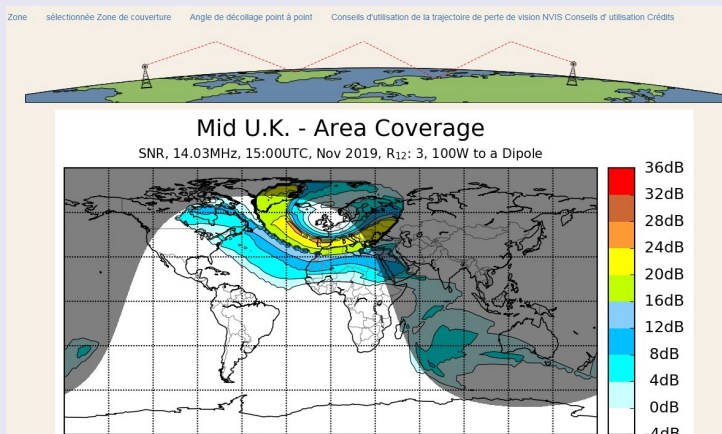 Zone sélectionnée Zone de couverture Angle de décollage point à point Conseils d'utilisation de la trajectoire de perte de vision NVIS Conseils d' utilisation Crédits
Mid U.K. - Area Coverage
SNR, 14.03MHz, 15:00UTC, Nov 2019, R₁₂: 3, 100W to a Dipole
36dB
32dB
28dB
24dB
20dB
16dB
12dB
8dB
4dB
0dB
-4dB